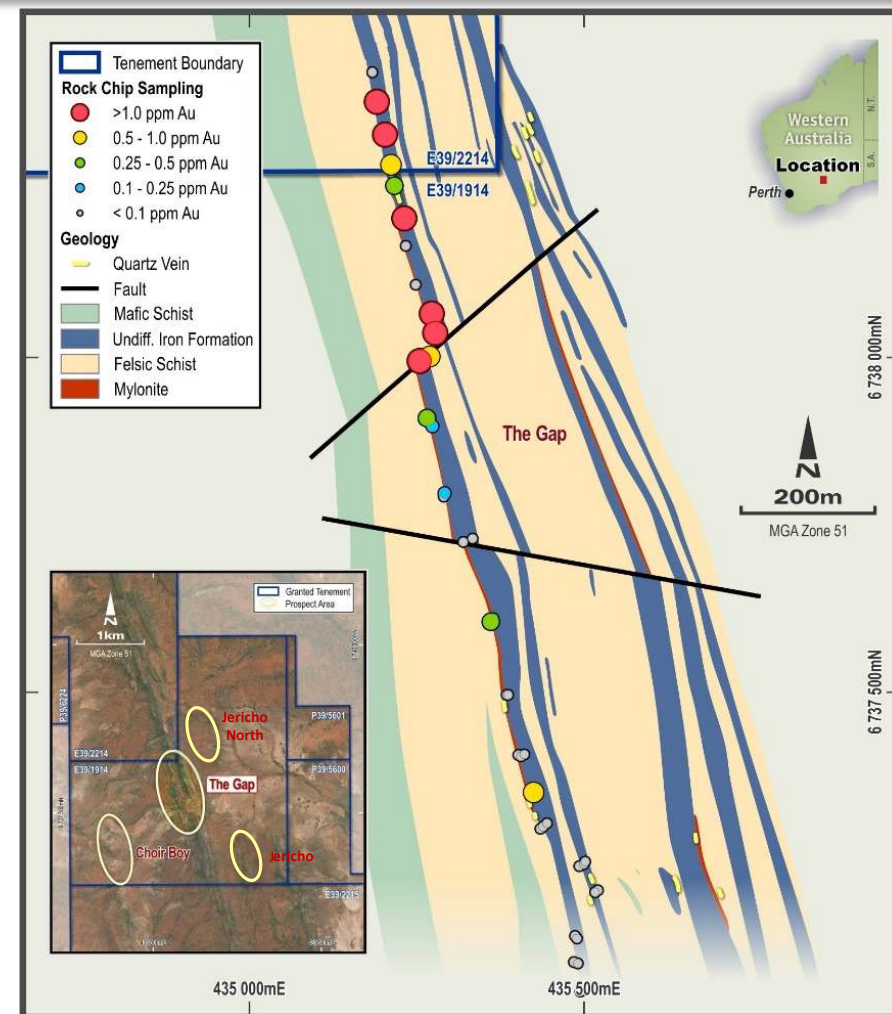 Tenement Boundary
Rock Chip Sampling
>1.0 ppm Au
0.5 - 1.0 ppm Au
0.25 - 0.5 ppm Au
0.1 - 0.25 ppm Au
< 0.1 ppm Au
Geology
Quartz Vein
Fault
Mafic Schist
Undiff. Iron Formation
Felsic Schist
Mylonite
E39/2214
E39/1914
Western
Australia
Location
Perth
N.T.
S.A.
The Gap
6 738 000mN
N
200m
MGA Zone 51
6 737 500mN
Granted Tenement
Prospect Area
N
1km
MGA Zone 51
P39/6224
Jericho
North
P39/5601
E39/2214
E39/1914
The Gap
P39/5600
Choir Boy
Jericho
E39/2215
435 000mE
435 500mE